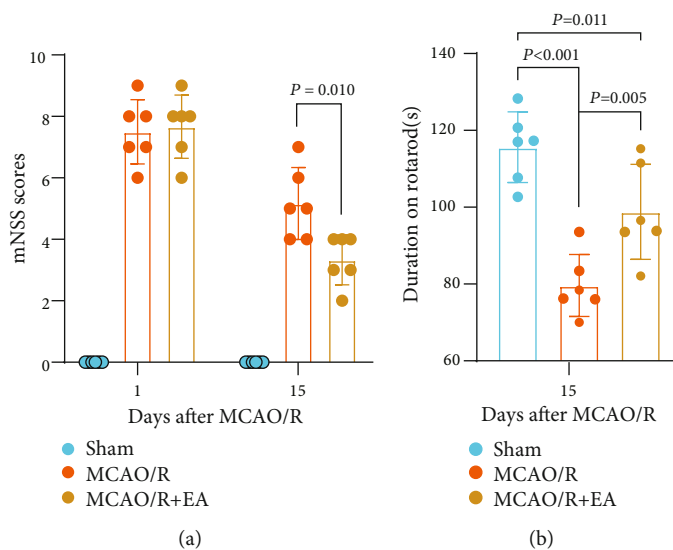 10
8
6
4
2
0
mNSS scores
P = 0.010
1
15
Days after MCAO/R
Sham
MCAO/R
MCAO/R+EA
(a)
P=0.011
P<0.001
P=0.005
140
120
100
80
60
Duration on rotarod(s)
15
Days after MCAO/R
Sham
MCAO/R
MCAO/R+EA
(b)